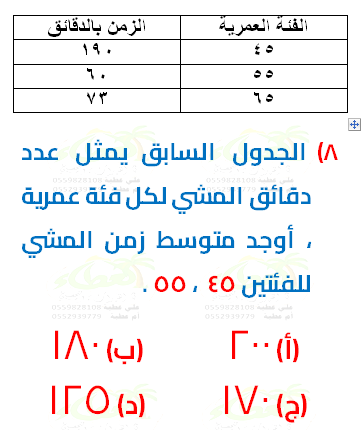 الفئة العمرية الزمن بالدقائق
٤٥ ١٩٠
٥٥ ٦٠
٦٥ ٧٣
٨) الجدول السابق يمثل عدد
دقائق المشي لكل فئة عمرية
، أوجد متوسط زمن المشي
للفئتين ٤٥ ، ٥٥ .
(أ) ٢٠٠ (ب) ١٨٠
(ج) ١٧٠ (د) ١٢٥